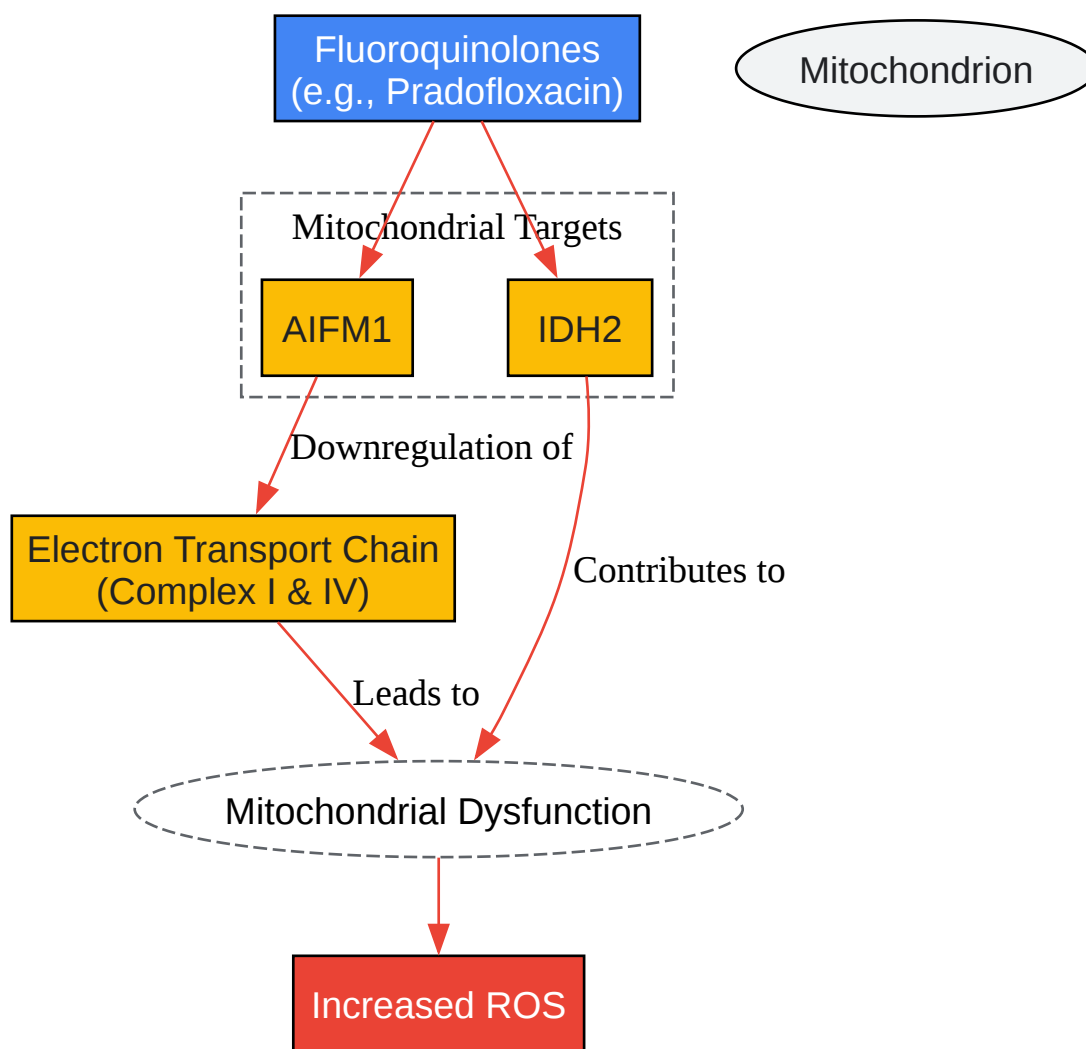 Fluoroquinolones
(e.g., Pradofloxacin)
Mitochondrion
Mitochondrial Targets
AIFM1
IDH2
Downregulation of
Electron Transport Chain
(Complex I & IV)
Contributes to
Leads to
Mitochondrial Dysfunction
Increased ROS